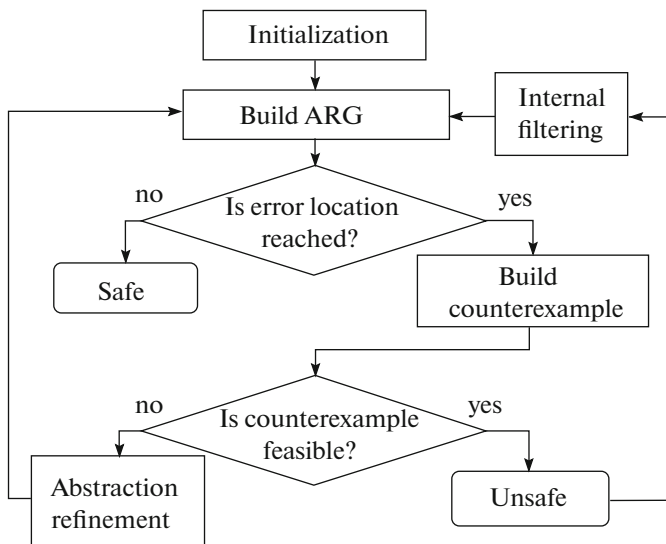 Initialization
Build ARG
Internal
filtering
no
yes
Is error location
reached?
Safe
Build
counterexample
no
yes
Is counterexample
feasible?
Abstraction
refinement
Unsafe